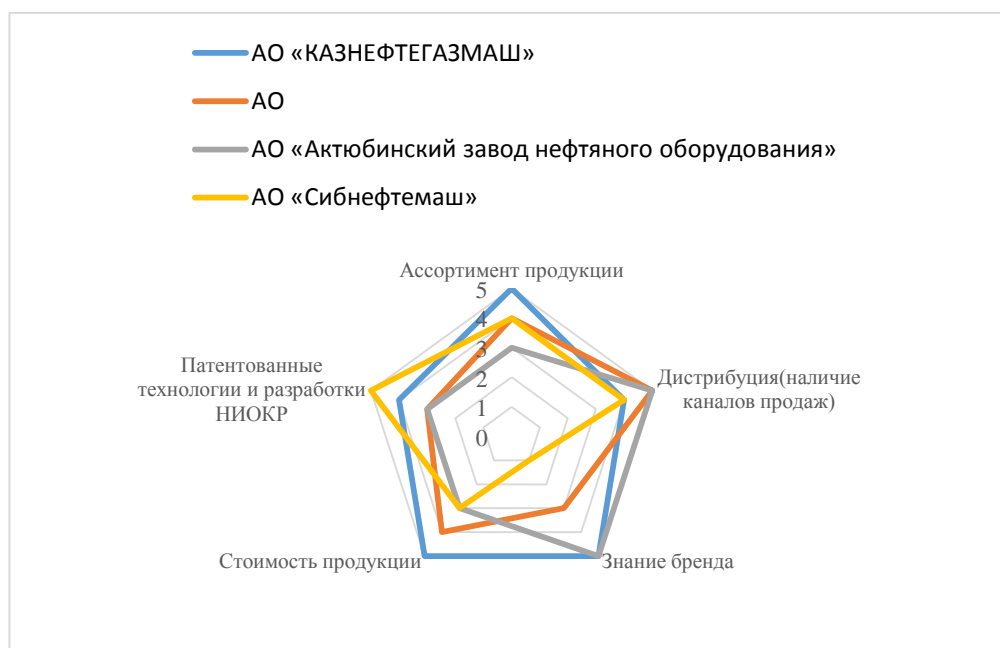 АО «КАЗНЕФТЕГАЗМАШ»
АО
АО «Актюбинский завод нефтяного оборудования»
АО «Сибнефтемаш»
Ассортимент продукции
5
4
3
2
1
0
Дистрибуция(наличие
каналов продаж)
Знание бренда
Стоимость продукции
Патентованные
технологии и разработки
НИОКР